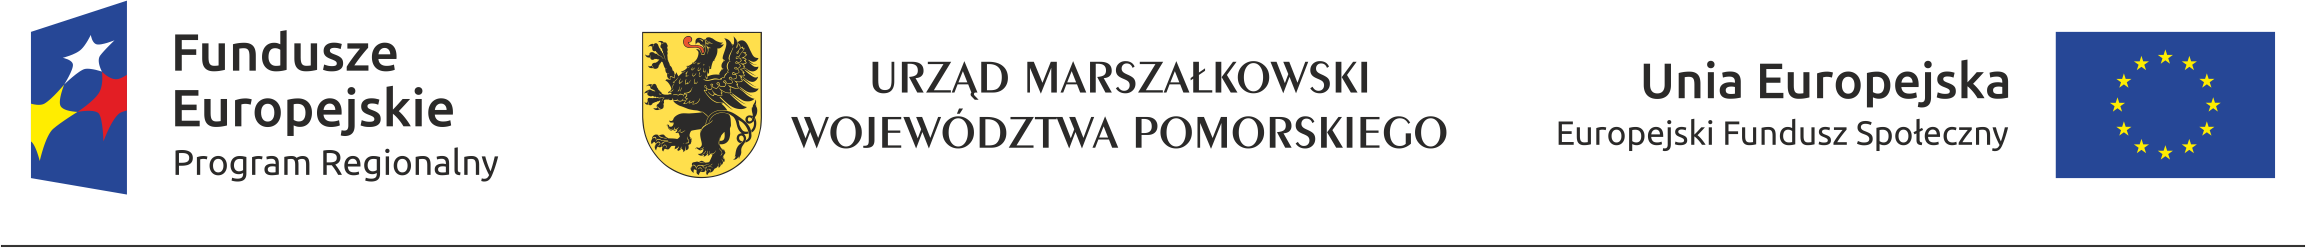 Fundusze
Europejskie
Program Regionalny
URZĄD MARSZAŁKOWSKI
WOJEWÓDZTWA POMORSKIEGO
Unia Europejska
Europejski Fundusz Społeczny